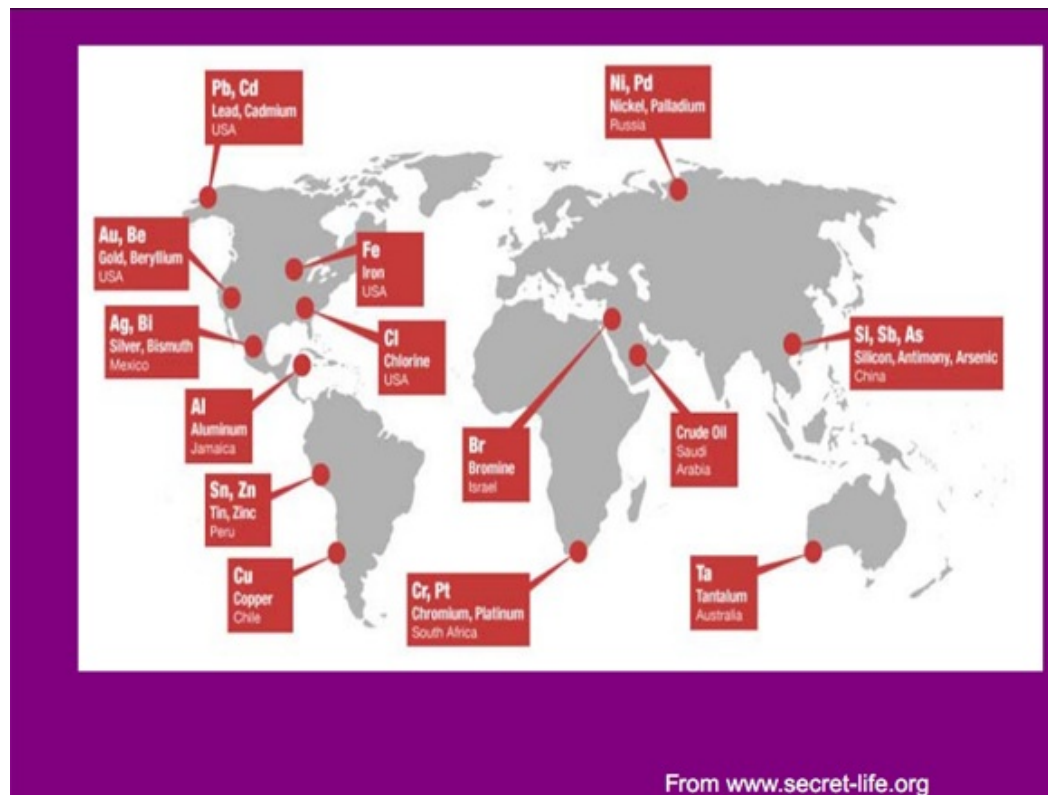 Pb, Cd
Lead, Cadmium
USA
Ni, Pd
Nickel, Palladium
Russia
Au, Be
Gold, Beryllium
USA
Fe
Iron
USA
Ag, Bi
Silver, Bismuth
Mexico
Cl
Chlorine
USA
Si, Sb, As
Silicon, Antimony, Arsenic
China
Al
Aluminum
Jamaica
Br
Bromine
Israel
Crude Oil
Saudi
Arabia
Sn, Zn
Tin, Zinc
Peru
Cu
Copper
Chile
Cr, Pt
Chromium, Platinum
South Africa
Ta
Tantalum
Australia
From www.secret-life.org